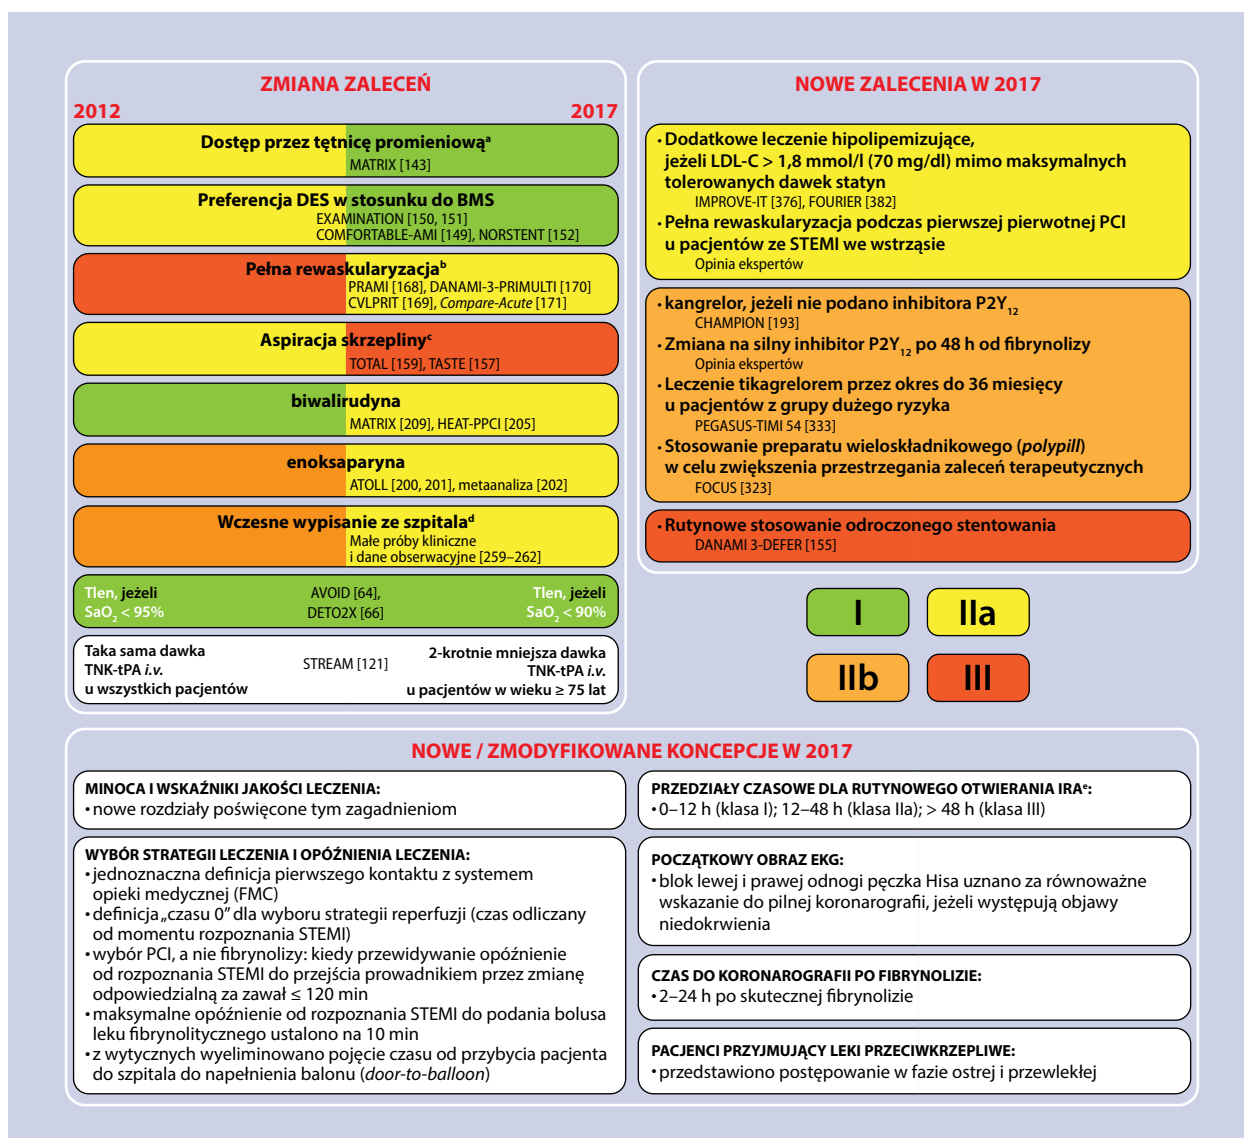 ZMIANA ZALECEŃ
2012
2017
Dostęp przez tętnicę promieniowąᵃ
MATRIX [143]
Preferencja DES w stosunku do BMS
EXAMINATION [150, 151]
COMFORTABLE-AMI [149], NORSTENT [152]
Pełna rewaskularyzacjaᵇ
PRAMI [168], DANAMI-3-PRIMULTI [170]
CVLPRIT [169], Compare-Acute [171]
Aspiracja skrzeplinyᶜ
TOTAL [159], TASTE [157]
biwalirudyna
MATRIX [209], HEAT-PPCI [205]
enoksaparyna
ATOLL [200, 201], metaanaliza [202]
Wczesne wypisanie ze szpitalaᵈ
Małe próby kliniczne
i dane obserwacyjne [259–262]
Tlen, jeżeli
SaO₂ < 95%
AVOID [64],
DETO2X [66]
Tlen, jeżeli
SaO₂ < 90%
Taka sama dawka
TNK-tPA i.v.
u wszystkich pacjentów
STREAM [121]
2-krotnie mniejsza dawka
TNK-tPA i.v.
u pacjentów w wieku ≥ 75 lat
NOWE ZALECENIA W 2017
• Dodatkowe leczenie hipolipemizujące,
jeżeli LDL-C > 1,8 mmol/l (70 mg/dl) mimo maksymalnych
tolerowanych dawek statyn
IMPROVE-IT [376], FOURIER [382]
• Pełna rewaskularyzacja podczas pierwszej pierwotnej PCI
u pacjentów ze STEMI we wstrząsie
Opinia ekspertów
• kangrelor, jeżeli nie podano inhibitora P2Y₁₂
CHAMPION [193]
• Zmiana na silny inhibitor P2Y₁₂ po 48 h od fibrynolizy
Opinia ekspertów
• Leczenie tikagrelorem przez okres do 36 miesięcy
u pacjentów z grupy dużego ryzyka
PEGASUS-TIMI 54 [333]
• Stosowanie preparatu wieloskładnikowego (polypill)
w celu zwiększenia przestrzegania zaleceń terapeutycznych
FOCUS [323]
• Rutynowe stosowanie odroczonego stentowania
DANAMI 3-DEFER [155]
I
IIa
IIb
III
NOWE / ZMODYFIKOWANE KONCEPCJE W 2017
MINOCA I WSKAŹNIKI JAKOŚCI LECZENIA:
• nowe rozdziały poświęcone tym zagadnieniom
WYBÓR STRATEGII LECZENIA I OPÓŹNIENIA LECZENIA:
• jednoznaczna definicja pierwszego kontaktu z systemem
opieki medycznej (FMC)
• definicja „czasu 0” dla wyboru strategii reperfuzji (czas odliczany
od momentu rozpoznania STEMI)
• wybór PCI, a nie fibrynolizy: kiedy przewidywanie opóźnienie
od rozpoznania STEMI do przejścia prowadnikiem przez zmianę
odpowiedzialną za zawał ≤ 120 min
• maksymalne opóźnienie od rozpoznania STEMI do podania bolusa
leku fibrynolitycznego ustalono na 10 min
• z wytycznych wyeliminowano pojęcie czasu od przybycia pacjenta
do szpitala do napełnienia balonu (door-to-balloon)
PRZEDZIAŁY CZASOWE DLA RUTYNOWEGO OTWIERANIA IRAᵉ:
• 0–12 h (klasa I); 12–48 h (klasa IIa); > 48 h (klasa III)
POCZĄTKOWY OBRAZ EKG:
• blok lewej i prawej odnogi pęczka Hisa uznano za równoważne
wskazanie do pilnej koronarografii, jeżeli występują objawy
niedokrwienia
CZAS DO KORONAROGRAFII PO FIBRYNOLIZIE:
• 2–24 h po skutecznej fibrynolizie
PACJENCI PRZYJMUJĄCY LEKI PRZECIWKRZEPLIWE:
• przedstawiono postępowanie w fazie ostrej i przewlekłej